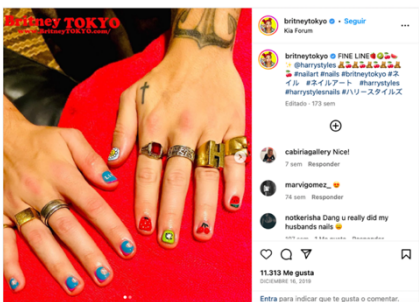 Britney TOKYO
www.BritneyTOKYO.com/
britneytokyo • Seguir
Kia Forum
britneytokyo FINE LINE🍓🥝🍒🍉
✨ @harrystyles
🍒 #nailart #nails #britneytokyo #ネ
イル #ネイルアート #harrystyles
#harrystylesnails #ハリースタイルズ
Editado · 173 sem
cabiriagallery Nice!
7 sem Responder
marvigomez_ 😍
74 sem Responder
notkerisha Dang u really did my
husbands nails
11.313 Me gusta
DICIEMBRE 16, 2019
Entra para indicar que te gusta o comentar.